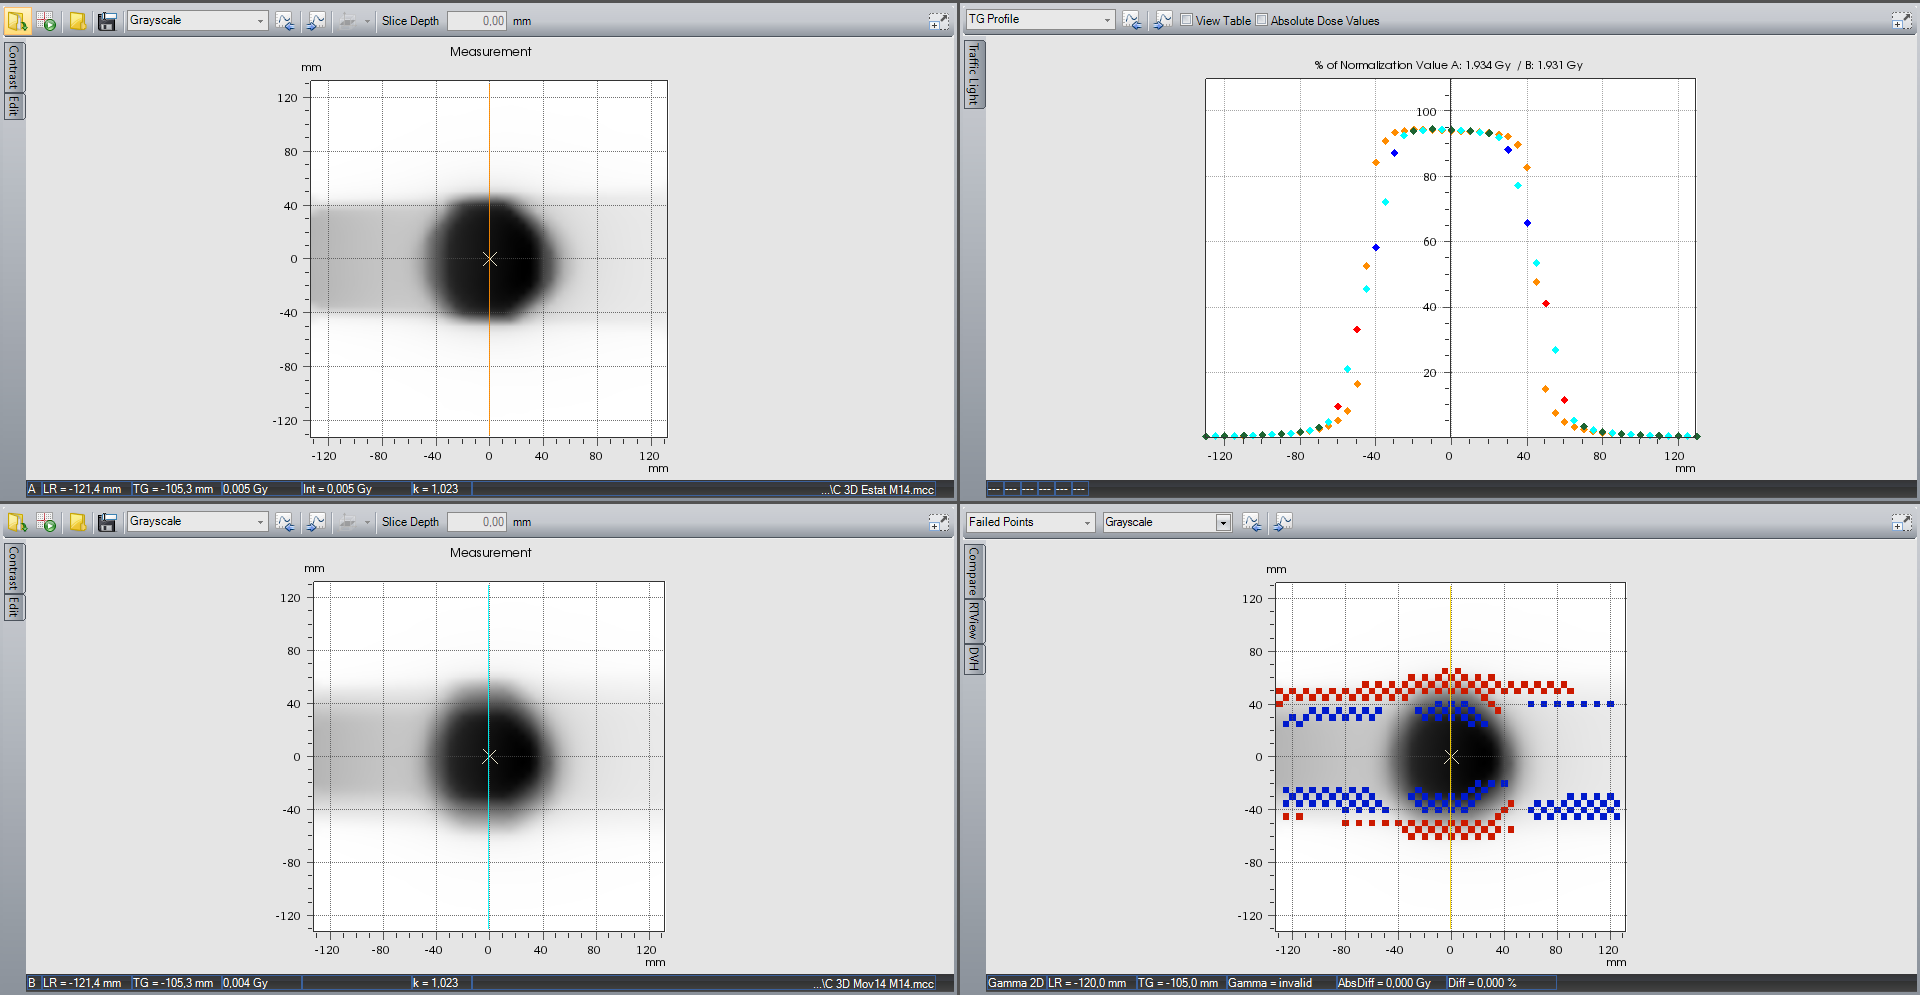 Grayscale
Slice Depth 0,00 mm
Contrast
Edit
Measurement
mm
120
80
40
0
-40
-80
-120
-120 -80 -40 0 40 80 120
mm
A LR = -121,4 mm TG = -105,3 mm 0,005 Gy Int = 0,005 Gy k = 1,023 ...\C 3D Estat M14.mcc
TG Profile View Table Absolute Dose Values
Traffic Light
% of Normalization Value A: 1.934 Gy / B: 1.931 Gy
100
80
60
40
20
-120 -80 -40 0 40 80 120
mm
--- --- --- --- --- ---
Grayscale
Slice Depth 0,00 mm
Contrast
Edit
Measurement
mm
120
80
40
0
-40
-80
-120
-120 -80 -40 0 40 80 120
mm
B LR = -121,4 mm TG = -105,3 mm 0,004 Gy k = 1,023 ...\C 3D Mov14 M14.mcc
Failed Points Grayscale
Compare
RTView
DVH
mm
120
80
40
0
-40
-80
-120
-120 -80 -40 0 40 80 120
mm
Gamma 2D LR = -120,0 mm TG = -105,0 mm Gamma = invalid AbsDiff = 0,000 Gy Diff = 0,000 %